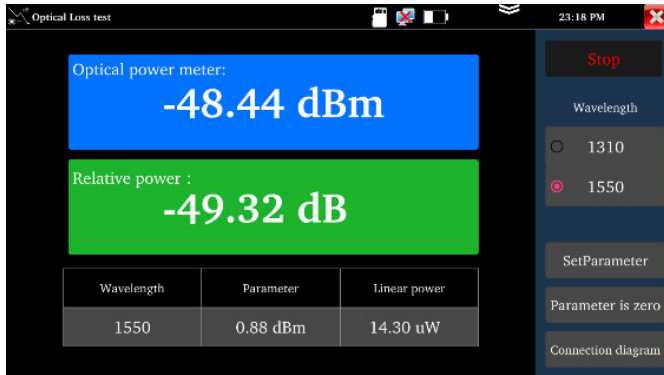 Optical Loss test
23:18 PM
Optical power meter:
-48.44 dBm
Relative power :
-49.32 dB
Wavelength Parameter Linear power
1550 0.88 dBm 14.30 uW
Stop
Wavelength
1310
1550
SetParameter
Parameter is zero
Connection diagram